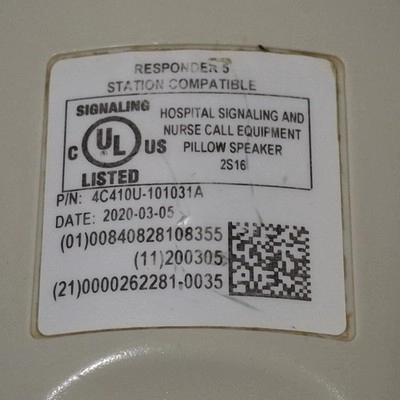 RESPONDER 5
STATION COMPATIBLE
SIGNALING
C UL US
LISTED
HOSPITAL SIGNALING AND
NURSE CALL EQUIPMENT
PILLOW SPEAKER
2S16
P/N: 4C410U-101031A
DATE: 2020-03-05
(01)00840828108355
(11)200305
(21)0000262281-0035